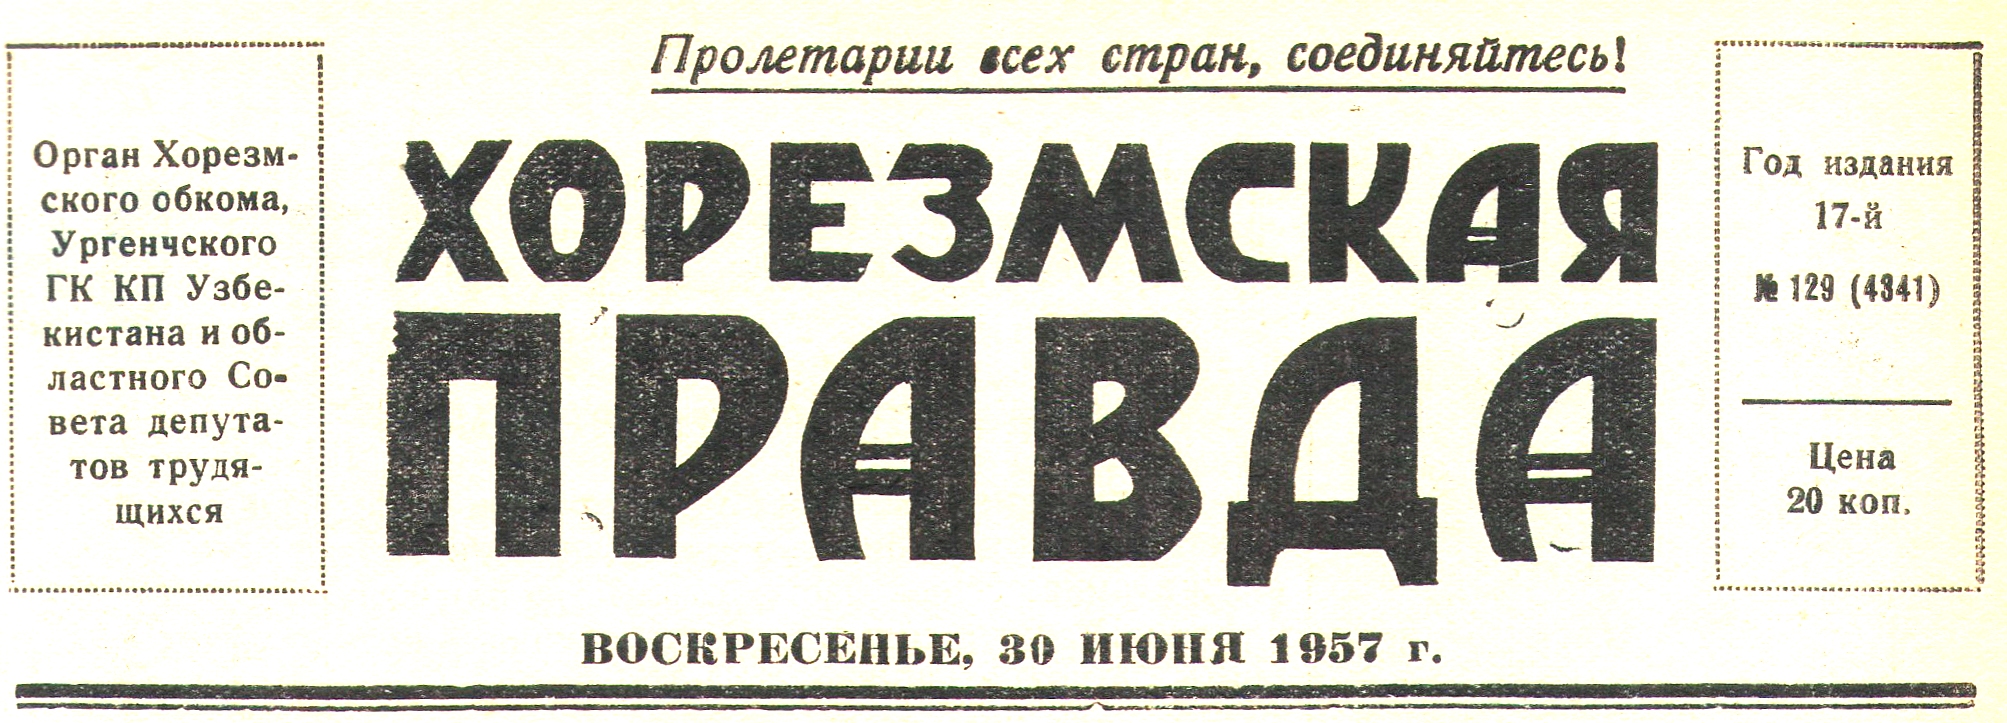 Пролетарии всех стран, соединяйтесь!
Орган Хорезм-
ского обкома,
Ургенчского
ГК КП Узбе-
кистана и об-
ластного Со-
вета депута-
тов трудя-
щихся
ХОРЕЗМСКАЯ
ПРАВДА
Год издания
17-й
№ 129 (4341)
Цена
20 коп.
ВОСКРЕСЕНЬЕ, 30 ИЮНЯ 1957 г.